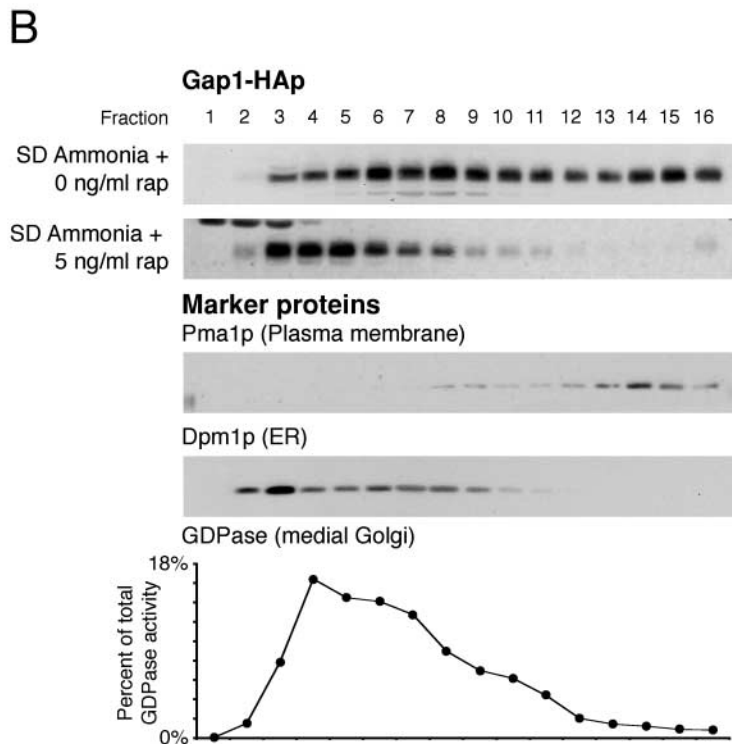 B
Gap1-HAp
Fraction 1 2 3 4 5 6 7 8 9 10 11 12 13 14 15 16
SD Ammonia +
0 ng/ml rap
SD Ammonia +
5 ng/ml rap
Marker proteins
Pma1p (Plasma membrane)
Dpm1p (ER)
GDPase (medial Golgi)
18%
Percent of total
GDPase activity
0%